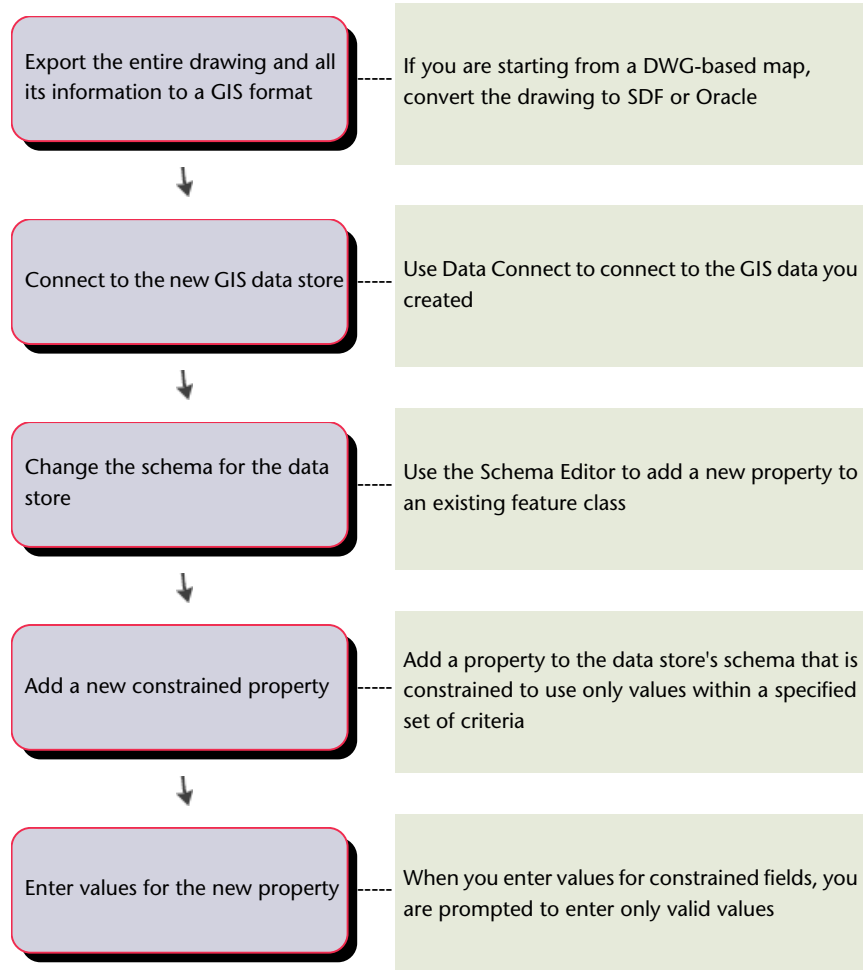 Export the entire drawing and all
its information to a GIS format
If you are starting from a DWG-based map,
convert the drawing to SDF or Oracle
Connect to the new GIS data store
Use Data Connect to connect to the GIS data you
created
Change the schema for the data
store
Use the Schema Editor to add a new property to
an existing feature class
Add a new constrained property
Add a property to the data store's schema that is
constrained to use only values within a specified
set of criteria
Enter values for the new property
When you enter values for constrained fields, you
are prompted to enter only valid values